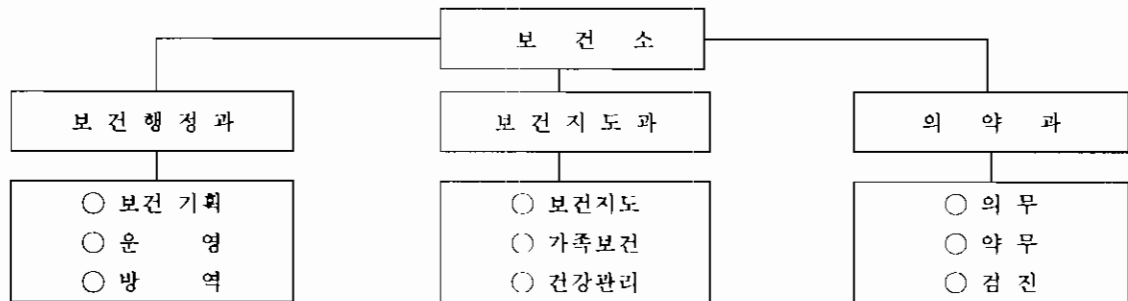 보 건 소
보 건 행 정 과
보 건 지 도 과
의 약 과
○ 보건 기획
○ 운 영
○ 방 역
○ 보건지도
○ 가족보건
○ 건강관리
○ 의 무
○ 약 무
○ 검 진